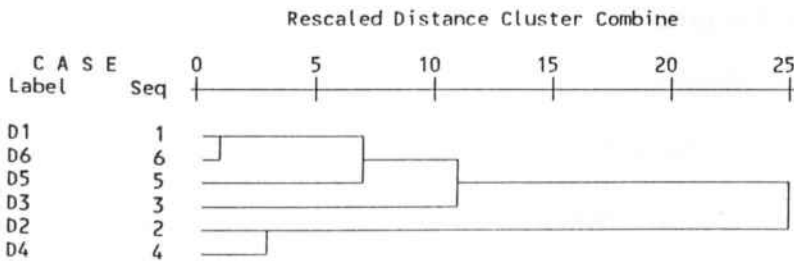 Rescaled Distance Cluster Combine
C A S E 0 5 10 15 20 25
Label Seq
D1 1
D6 6
D5 5
D3 3
D2 2
D4 4